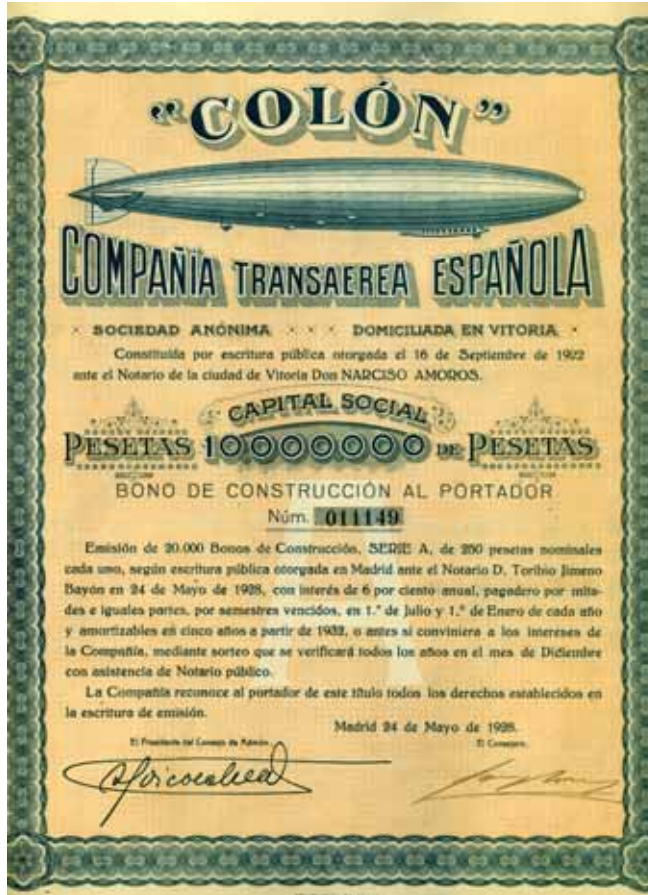 "COLÓN"
COMPAÑIA TRANSAEREA ESPAÑOLA
SOCIEDAD ANÓNIMA DOMICILIADA EN VITORIA
Constituída por escritura pública otorgada el 16 de Septiembre de 1922
ante el Notario de la ciudad de Vitoria Don NARCISO AMOROS.
CAPITAL SOCIAL
PESETAS 10000000 DE PESETAS
BONO DE CONSTRUCCIÓN AL PORTADOR
Núm. 011149
Emisión de 20.000 Bonos de Construcción, SERIE A, de 250 pesetas nominales
cada uno, según escritura pública otorgada en Madrid ante el Notario D. Toribio Jimeno
Bayón en 24 de Mayo de 1928, con interés de 6 por ciento anual, pagadero por mita-
des e iguales partes, por semestres vencidos, en 1.º de Julio y 1.º de Enero de cada año
y amortizables en cinco años a partir de 1932, o antes si conviniera a los intereses de
la Compañía, mediante sorteo que se verificará todos los años en el mes de Diciembre
con asistencia de Notario público.
La Compañía reconoce al portador de este título todos los derechos establecidos en
la escritura de emisión.
Madrid 24 de Mayo de 1928.
El Presidente del Consejo de Admón. El Consejero,